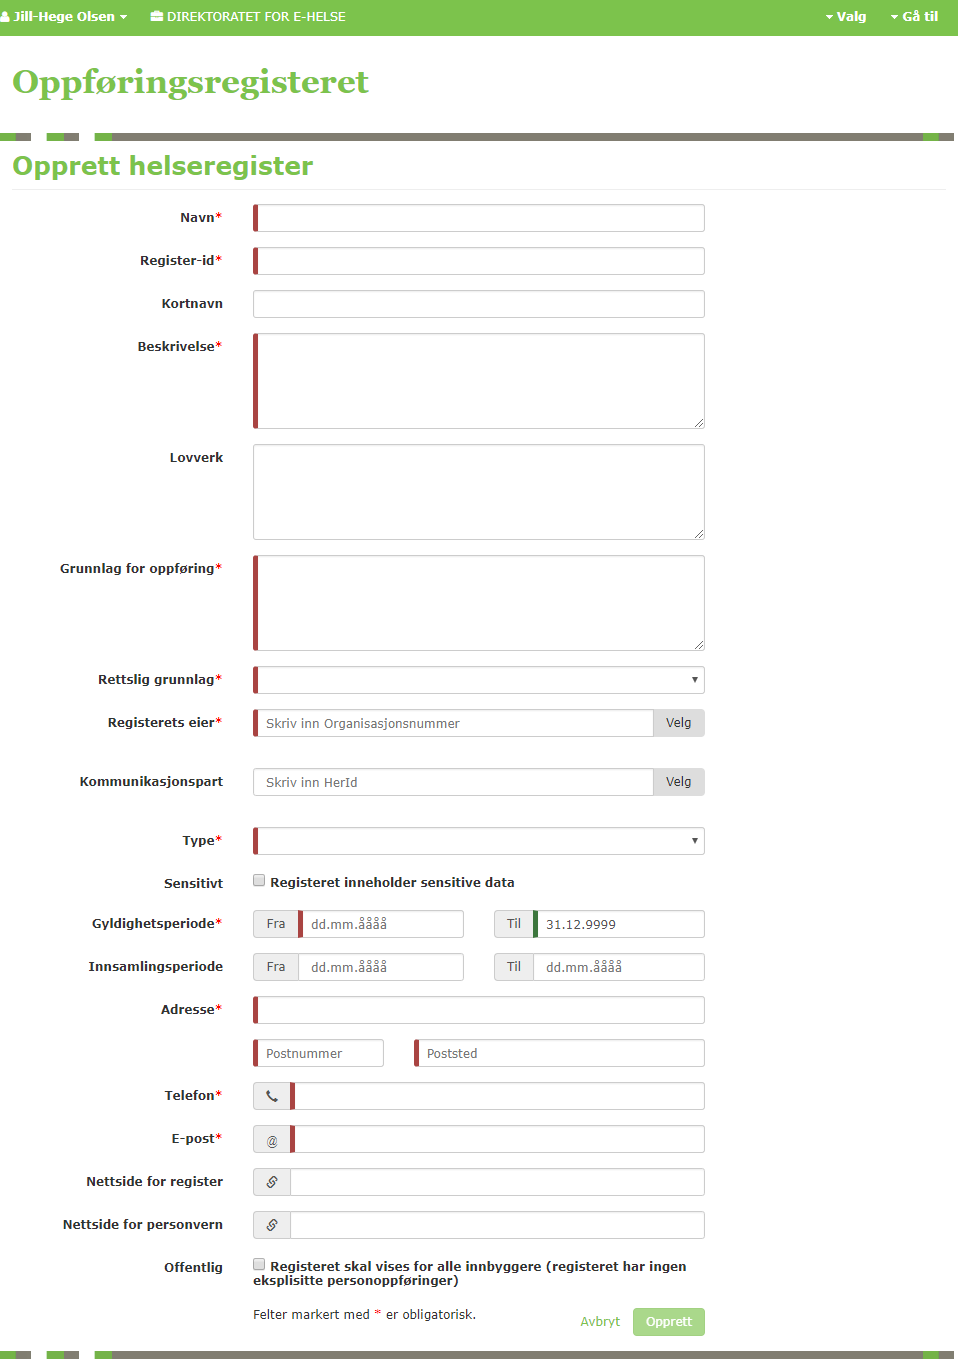 Jill-Hege Olsen DIREKTORATET FOR E-HELSE Valg Gå til
Oppføringsregisteret
Opprett helseregister
Navn*
Register-id*
Kortnavn
Beskrivelse*
Lovverk
Grunnlag for oppføring*
Rettslig grunnlag*
Registerets eier* Skriv inn Organisasjonsnummer Velg
Kommunikasjonspart Skriv inn HerId Velg
Type*
Sensitivt Registeret inneholder sensitive data
Gyldighetsperiode* Fra dd.mm.åååå Til 31.12.9999
Innsamlingsperiode Fra dd.mm.åååå Til dd.mm.åååå
Adresse*
Postnummer Poststed
Telefon*
E-post* @
Nettside for register
Nettside for personvern
Offentlig Registeret skal vises for alle innbyggere (registeret har ingen
eksplisitte personoppføringer)
Felter markert med * er obligatorisk. Avbryt Opprett